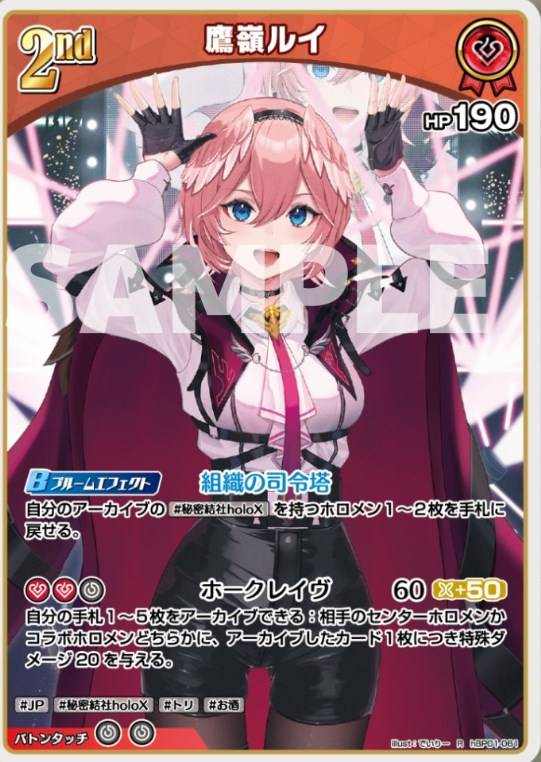 2nd
鷹嶺ルイ
HP190
SAMPLE
Bブルームエフェクト 組織の司令塔
自分のアーカイブの #秘密結社holoX を持つホロメン1~2枚を手札に
戻せる。
ホークレイヴ 60 +50
自分の手札1~5枚をアーカイブできる:相手のセンターホロメンか
コラボホロメンどちらかに、アーカイブしたカード1枚につき特殊ダ
メージ20を与える。
#JP #秘密結社holoX #トリ #お酒
バトンタッチ
illust:でいりー R hBP01-061